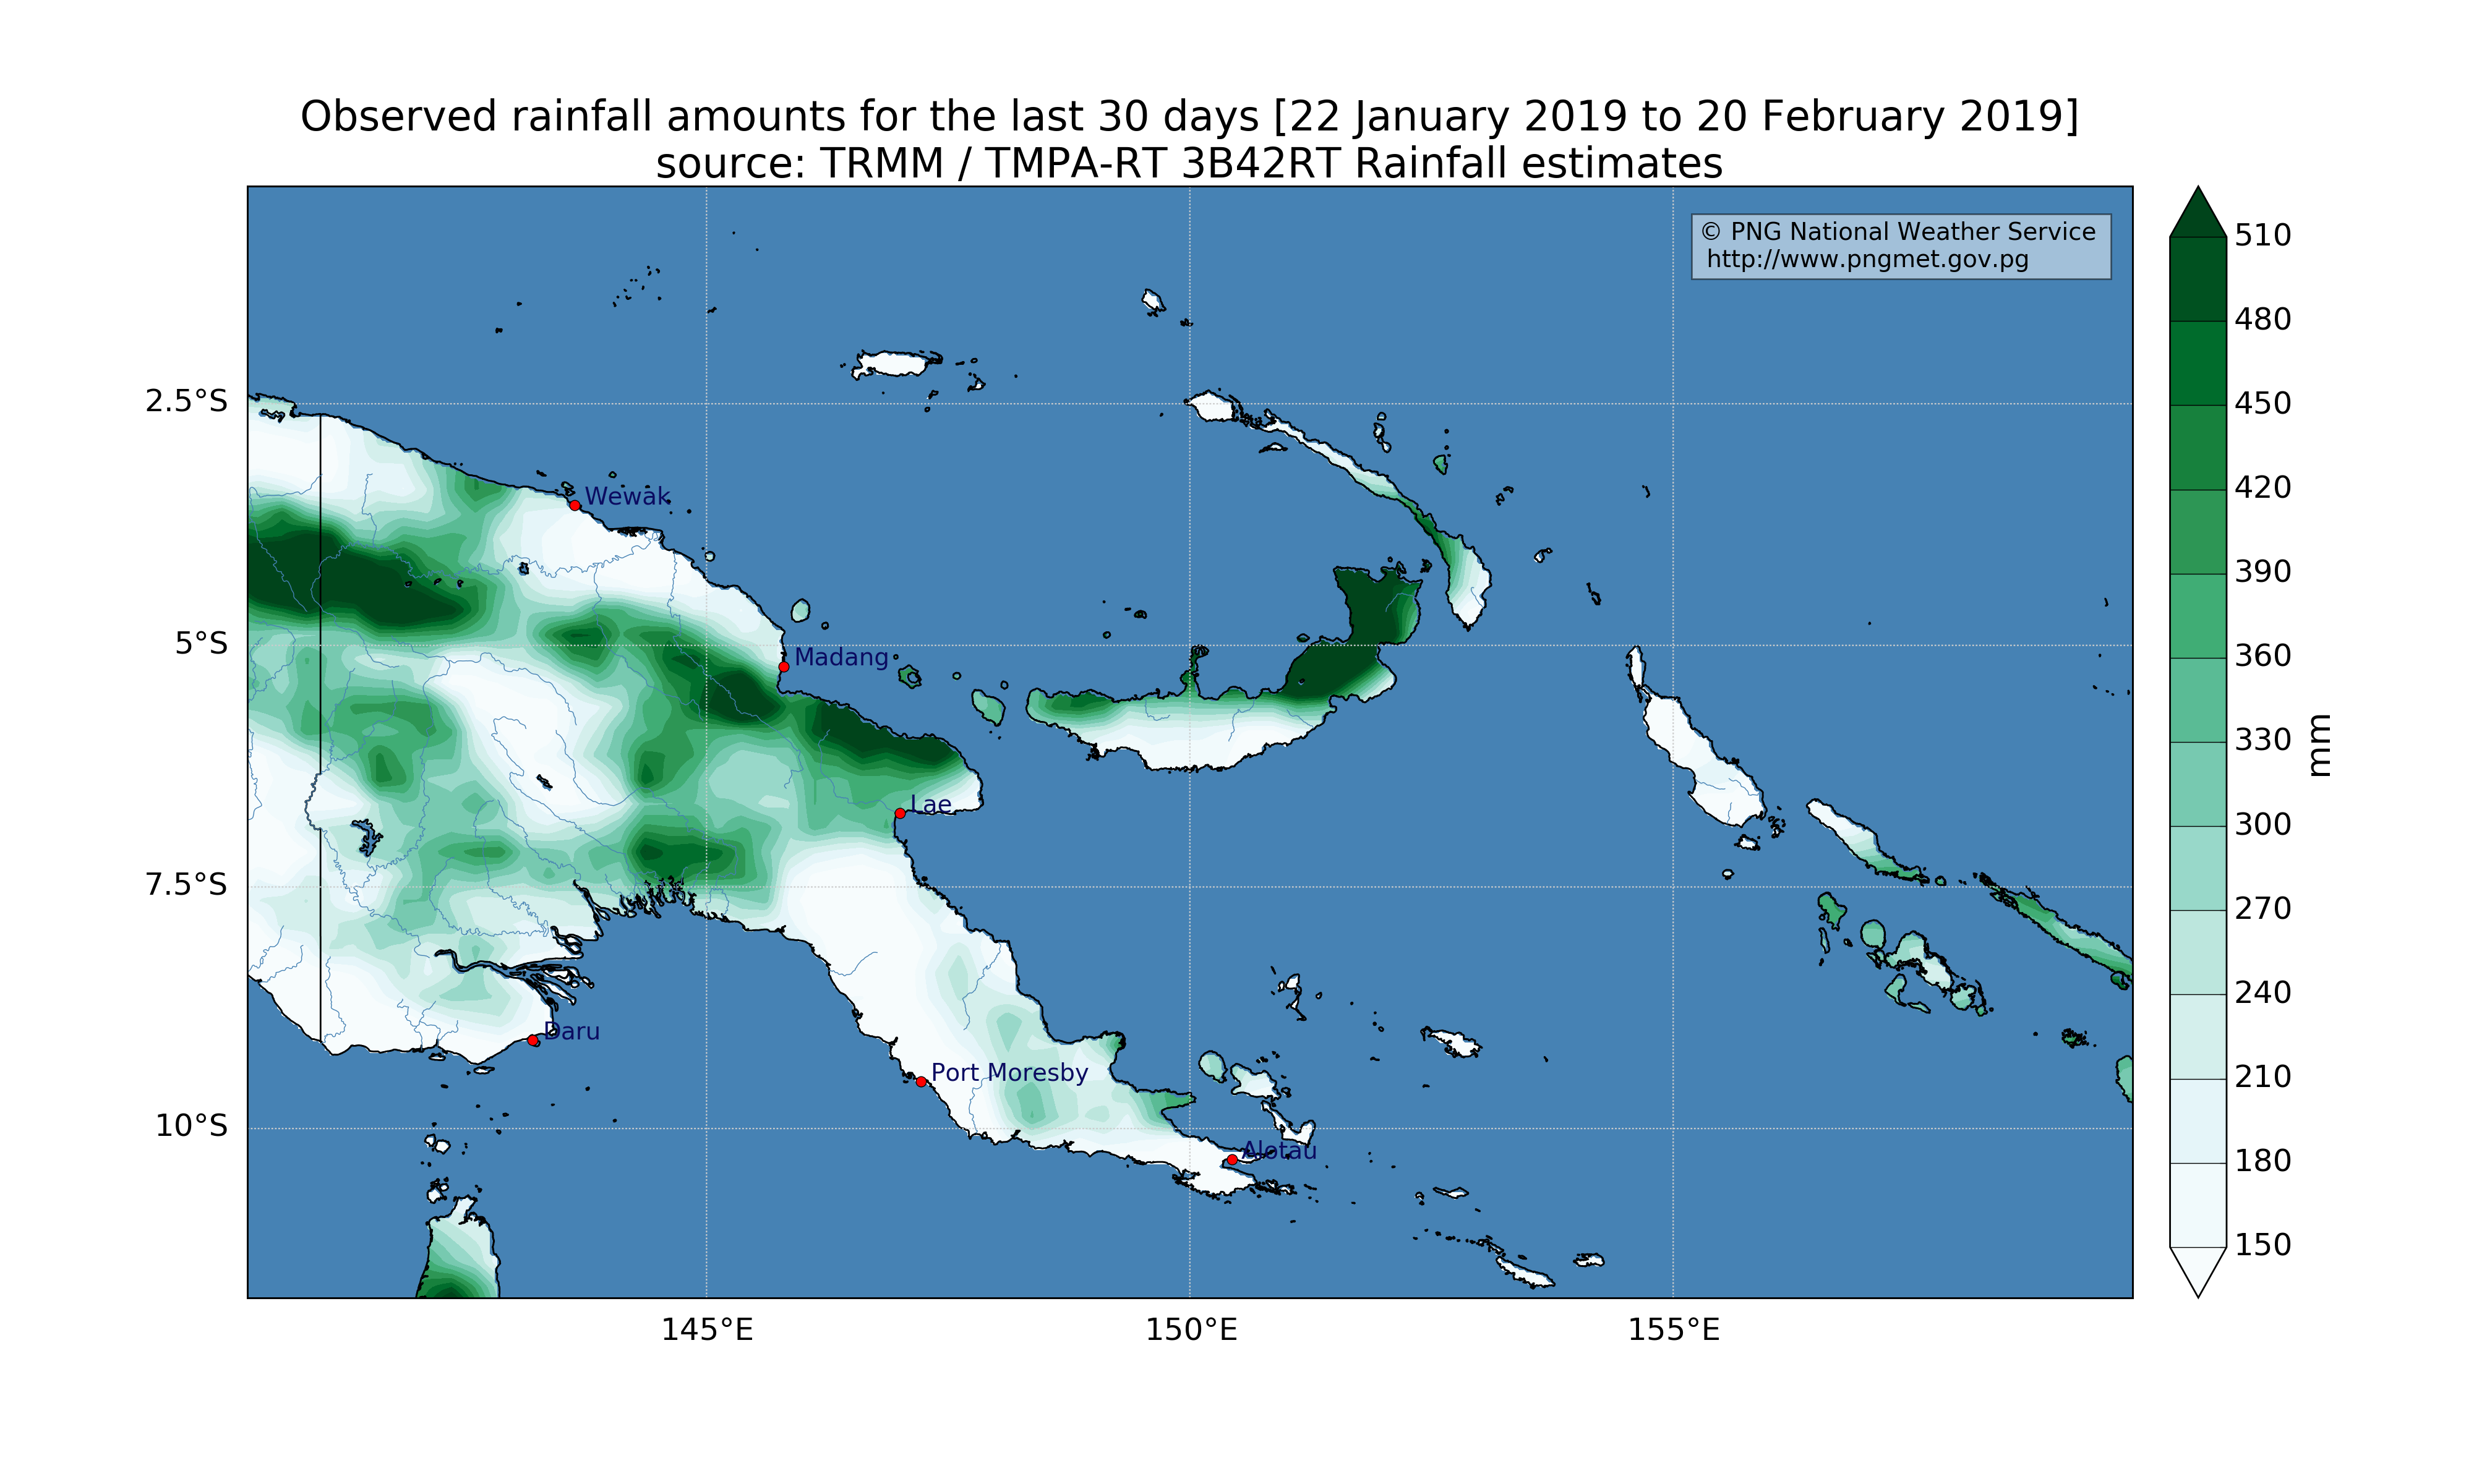 Observed rainfall amounts for the last 30 days [22 January 2019 to 20 February 2019]
source: TRMM / TMPA-RT 3B42RT Rainfall estimates
© PNG National Weather Service
http://www.pngmet.gov.pg
510
480
450
420
390
360
330
300
270
240
210
180
150
mm
2.5°S
5°S
7.5°S
10°S
Wewak
Madang
Lae
Daru
Port Moresby
Alotau
145°E
150°E
155°E